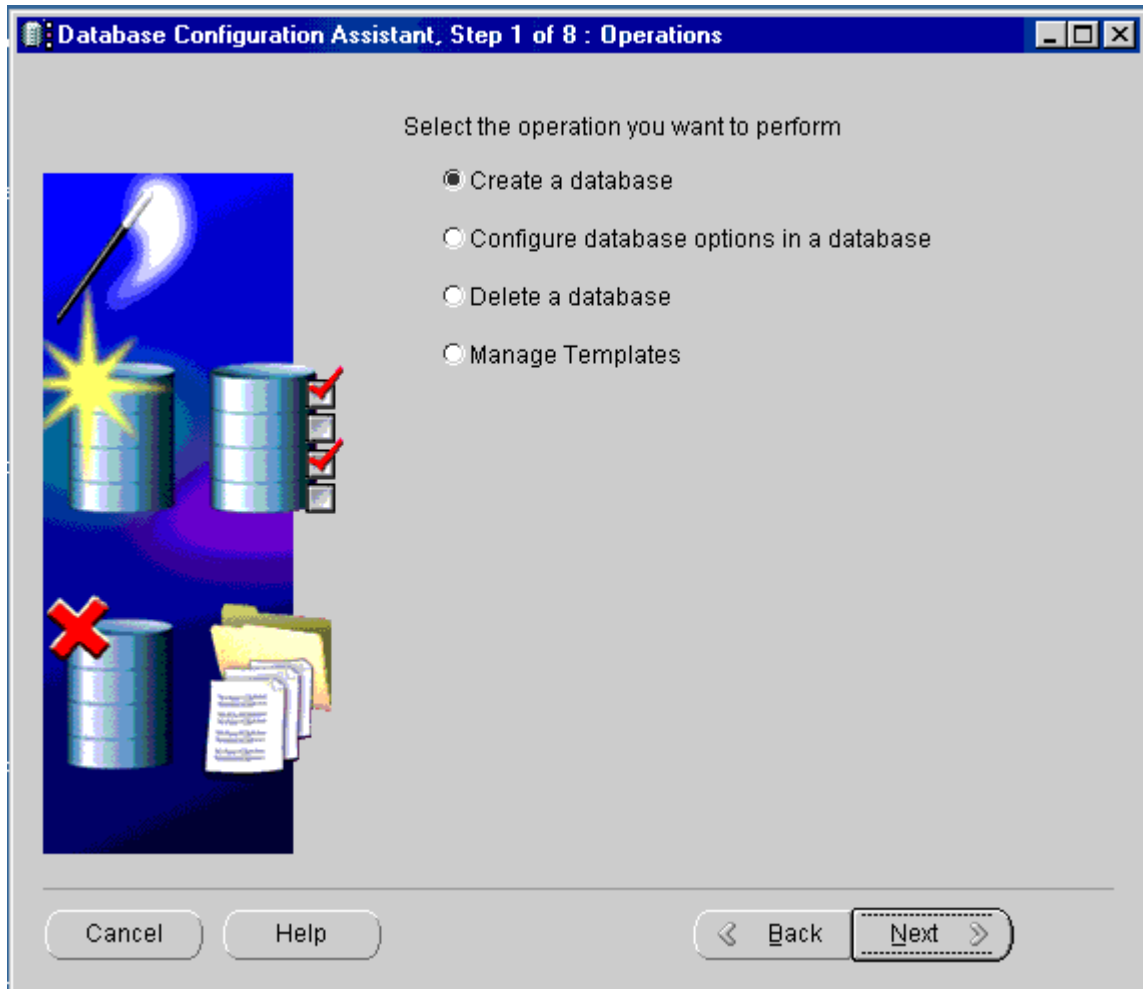 Database Configuration Assistant, Step 1 of 8 : Operations
Select the operation you want to perform
Create a database
Configure database options in a database
Delete a database
Manage Templates
Cancel
Help
Back
Next